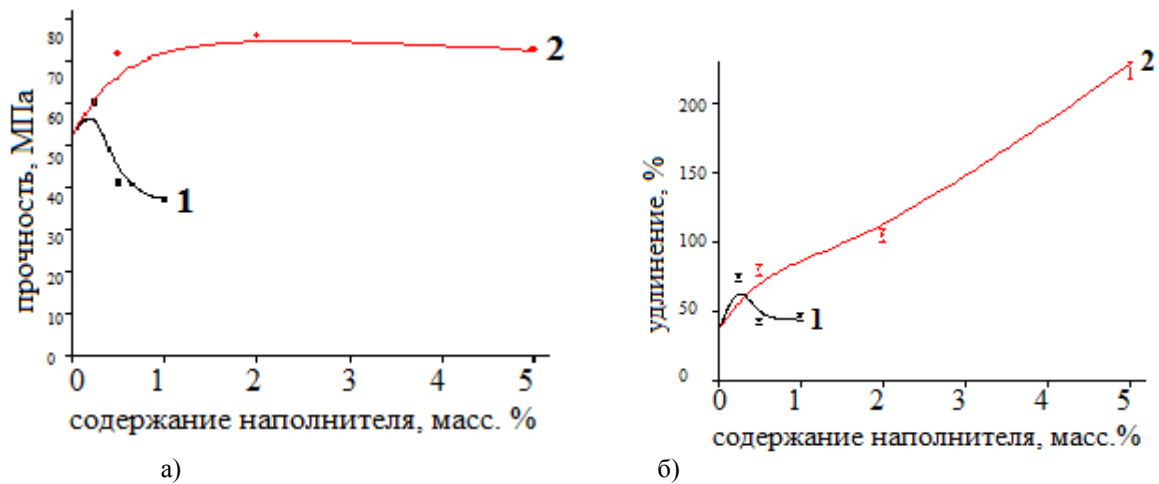 80
70
60
50
40
30
20
10
0
прочность, МПа
1
2
0 1 2 3 4 5
содержание наполнителя, масс. %
а)
200
150
100
50
0
удлинение, %
1
2
0 1 2 3 4 5
содержание наполнителя, масс.%
б)